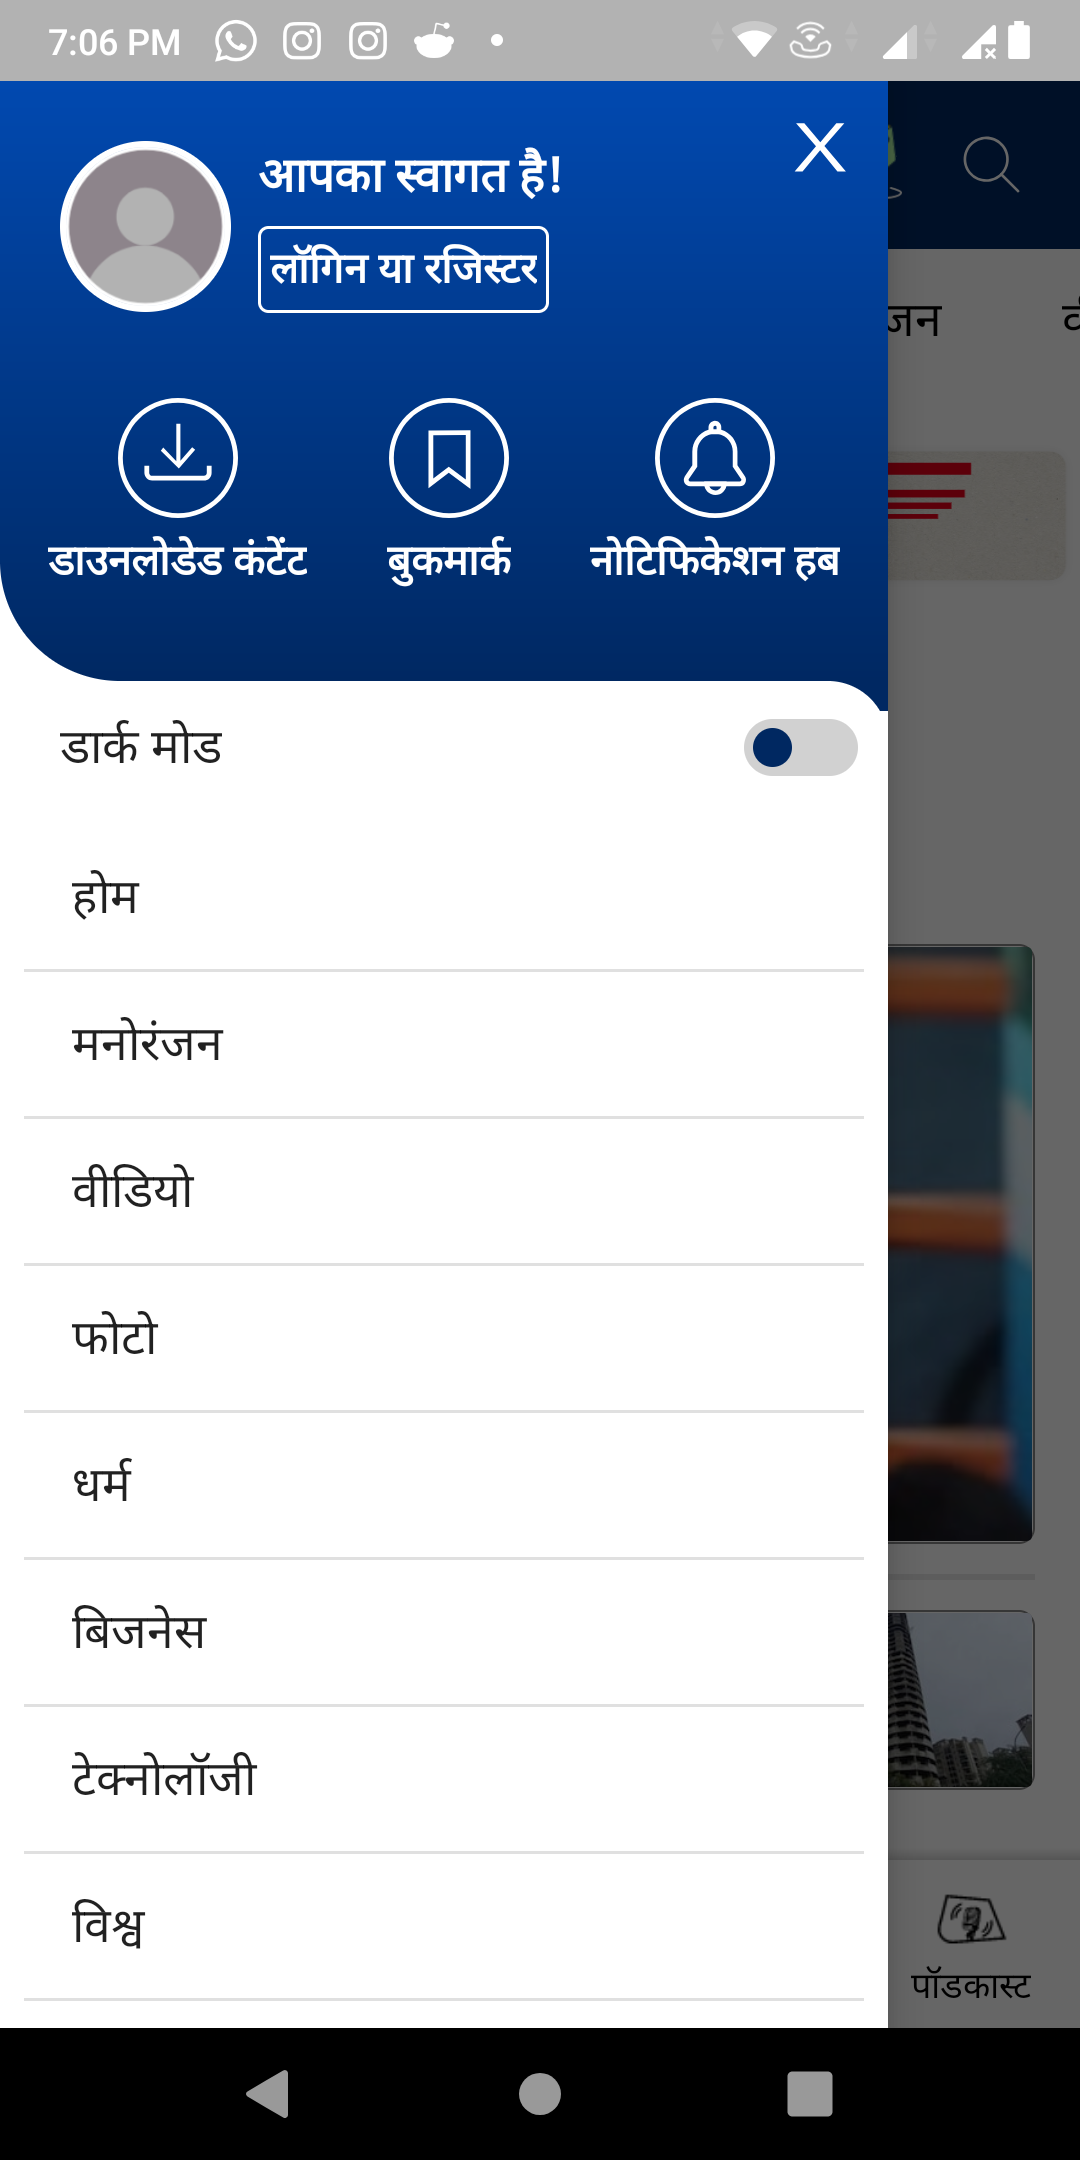 7:06 PM
आपका स्वागत है!
लॉगिन या रजिस्टर
जन
डाउनलोडेड कंटेंट
बुकमार्क
नोटिफिकेशन हब
डार्क मोड
होम
मनोरंजन
वीडियो
फोटो
धर्म
बिजनेस
टेक्नोलॉजी
विश्व
पॉडकास्ट